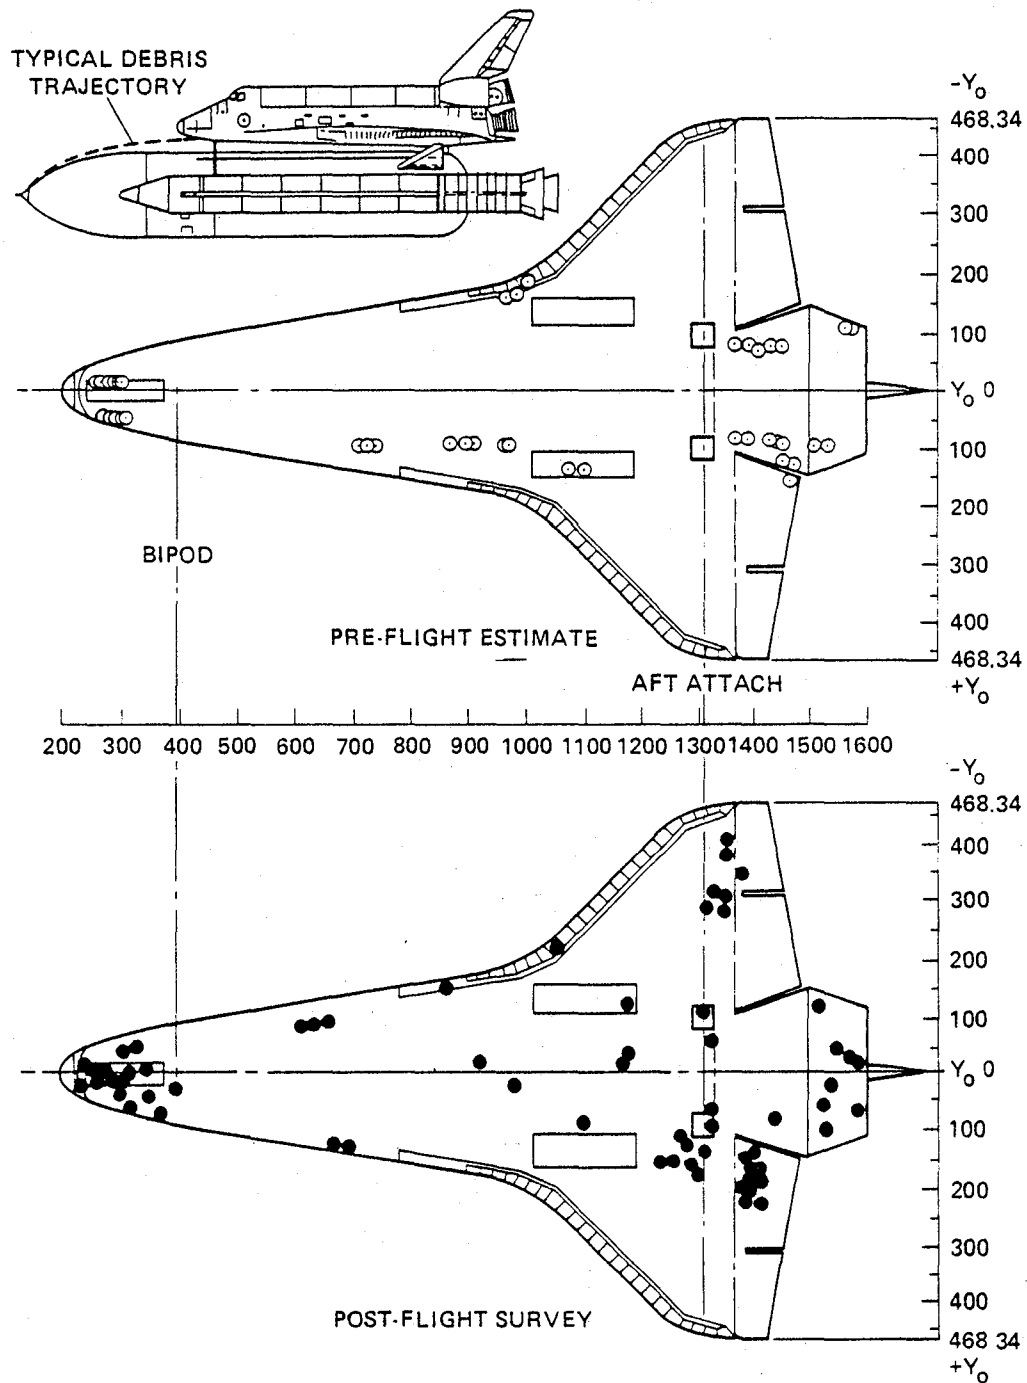 TYPICAL DEBRIS
TRAJECTORY
-Yo
468.34
400
300
200
100
Yo 0
100
200
300
400
468.34
+Yo
BIPOD
PRE-FLIGHT ESTIMATE
AFT ATTACH
200 300 400 500 600 700 800 900 1000 1100 1200 1300 1400 1500 1600
-Yo
468.34
400
300
200
100
Yo 0
100
200
300
400
468 34
+Yo
POST-FLIGHT SURVEY